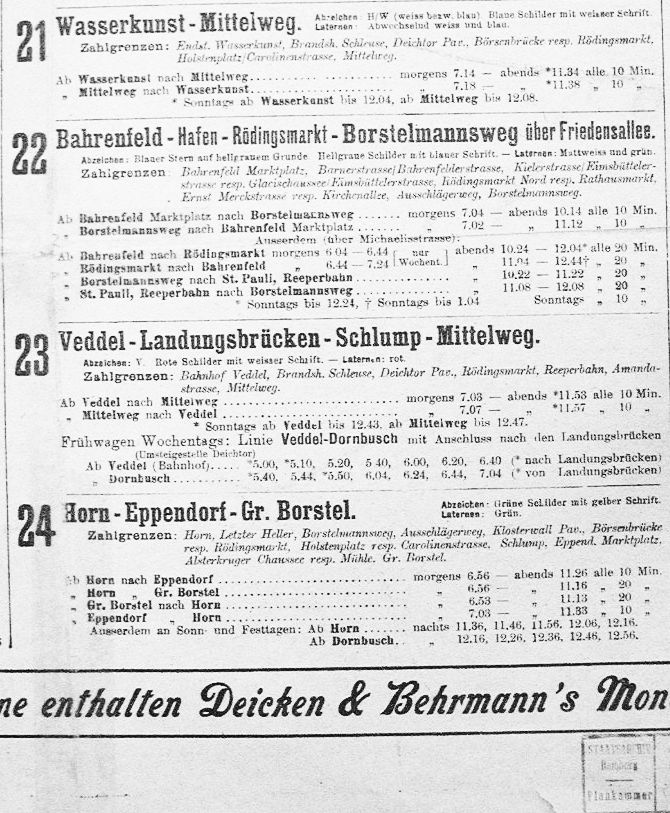 21 Wasserkunst-Mittelweg. Abzeichen: H/W (weiss bezw. blau). Blaue Schilder mit weisser Schrift.
Laternen: Abwechselnd weiss und blau.
Zahlgrenzen: Endst. Wasserkunst, Brandsh. Schleuse, Deichtor Pav., Börsenbrücke resp. Rödingsmarkt,
Holstenplatz/Carolinenstrasse, Mittelweg.
Ab Wasserkunst nach Mittelweg.......... morgens 7.14 — abends *11.34 alle 10 Min.
„ Mittelweg nach Wasserkunst.......... „ 7.18 — „ *11.38 „ 10 „
* Sonntags ab Wasserkunst bis 12.04, ab Mittelweg bis 12.08.
22 Bahrenfeld-Hafen-Rödingsmarkt-Borstelmannsweg über Friedensallee.
Abzeichen: Blauer Stern auf hellgrauem Grunde Hellgraue Schilder mit blauer Schrift. — Laternen: Mattweiss und grün.
Zahlgrenzen: Bahrenfeld Marktplatz, Barnerstrasse/Bahrenfelderstrasse, Kielerstrasse/Eimsbütteler-
strasse resp. Glacischaussee/Eimsbüttelerstrasse, Rödingsmarkt Nord resp. Rathausmarkt,
Ernst Merckstrasse resp. Kirchenallee, Ausschlägerweg, Borstelmannsweg.
Ab Bahrenfeld Marktplatz nach Borstelmannsweg ....... morgens 7.04 — abends 10.14 alle 10 Min.
„ Borstelmannsweg nach Bahrenfeld Marktplatz ....... „ 7.02 — „ 11.12 „ 10 „
Ausserdem (über Michaelisstrasse):
Ab Bahrenfeld nach Rödingsmarkt morgens 6.04 — 6.44 [nur abends 10.24 — 12.04* alle 20 Min.
„ Rödingsmarkt nach Bahrenfeld „ 6.44 — 7.24 Wochent.] „ 11.04 — 12.44† „ 20 „
„ Borstelmannsweg nach St. Pauli, Reeperbahn .......... 10.22 — 11.22 „ 20 „
„ St. Pauli, Reeperbahn nach Borstelmannsweg .......... 11.08 — 12.08 „ 20 „
* Sonntags bis 12.24, † Sonntags bis 1.04 Sonntags „ 10 „
23 Veddel-Landungsbrücken-Schlump-Mittelweg.
Abzeichen: V. Rote Schilder mit weisser Schrift. — Laternen: rot.
Zahlgrenzen: Bahnhof Veddel, Brandsh. Schleuse, Deichtor Pav., Rödingsmarkt, Reeperbahn, Amanda-
strasse, Mittelweg.
Ab Veddel nach Mittelweg .......... morgens 7.03 — abends *11.53 alle 10 Min.
„ Mittelweg nach Veddel .......... „ 7.07 — „ *11.57 „ 10 „
* Sonntags ab Veddel bis 12.43. ab Mittelweg bis 12.47.
Frühwagen Wochentags: Linie Veddel-Dornbusch mit Anschluss nach den Landungsbrücken
(Umsteigestelle Deichtor)
Ab Veddel (Bahnhof)..... *5.00, *5.10, 5.20, 5 40, 6.00, 6.20, 6.40 (* nach Landungsbrücken)
„ Dornbusch.......... *5.40, 5.44, *5.50, 6.04, 6.24, 6.44, 7.04 (* von Landungsbrücken)
24 Horn-Eppendorf-Gr. Borstel. Abzeichen: Grüne Schilder mit gelber Schrift.
Laternen: Grün.
Zahlgrenzen: Horn, Letzter Heller, Borstelmannsweg, Ausschlägerweg, Klosterwall Pav., Börsenbrücke
resp. Rödingsmarkt, Holstenplatz resp. Carolinenstrasse, Schlump, Eppend. Marktplatz,
Alsterkruger Chaussee resp. Mühle. Gr. Borstel.
Ab Horn nach Eppendorf .......... morgens 6.56 — abends 11.26 alle 10 Min.
„ Horn „ Gr. Borstel .......... „ 6.56 — „ 11.16 „ 20 „
„ Gr. Borstel nach Horn .......... „ 6.53 — „ 11.13 „ 20 „
„ Eppendorf „ Horn .......... „ 7.03 — „ 11.33 „ 10 „
Ausserdem an Sonn- und Festtagen: Ab Horn ....... nachts 11.36, 11.46, 11.56, 12.06, 12.16.
Ab Dornbusch.. „ 12.16, 12.26, 12.36, 12.46, 12.56.
ne enthalten Deicken & Behrmann's Mon
STAATSARCHIV
Hamburg
Plankammer